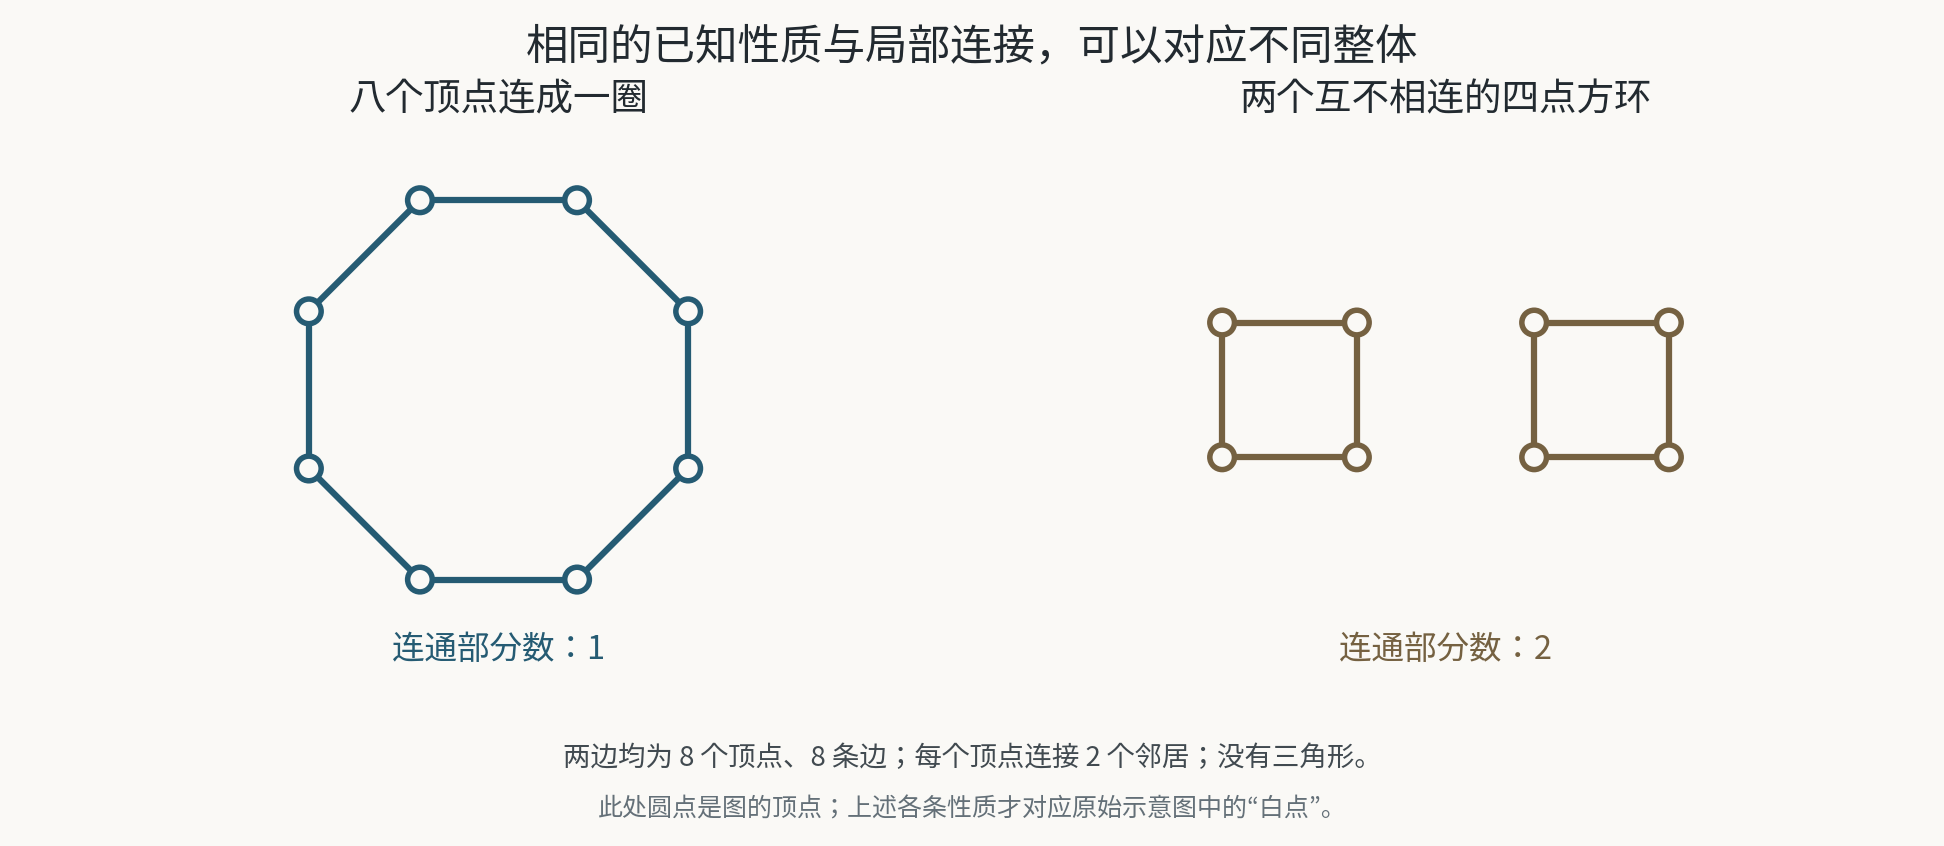 相同的已知性质与局部连接，可以对应不同整体
八个顶点连成一圈
两个互不相连的四点方环
连通部分数：1
连通部分数：2
两边均为 8 个顶点、8 条边；每个顶点连接 2 个邻居；没有三角形。
此处圆点是图的顶点；上述各条性质才对应原始示意图中的“白点”。